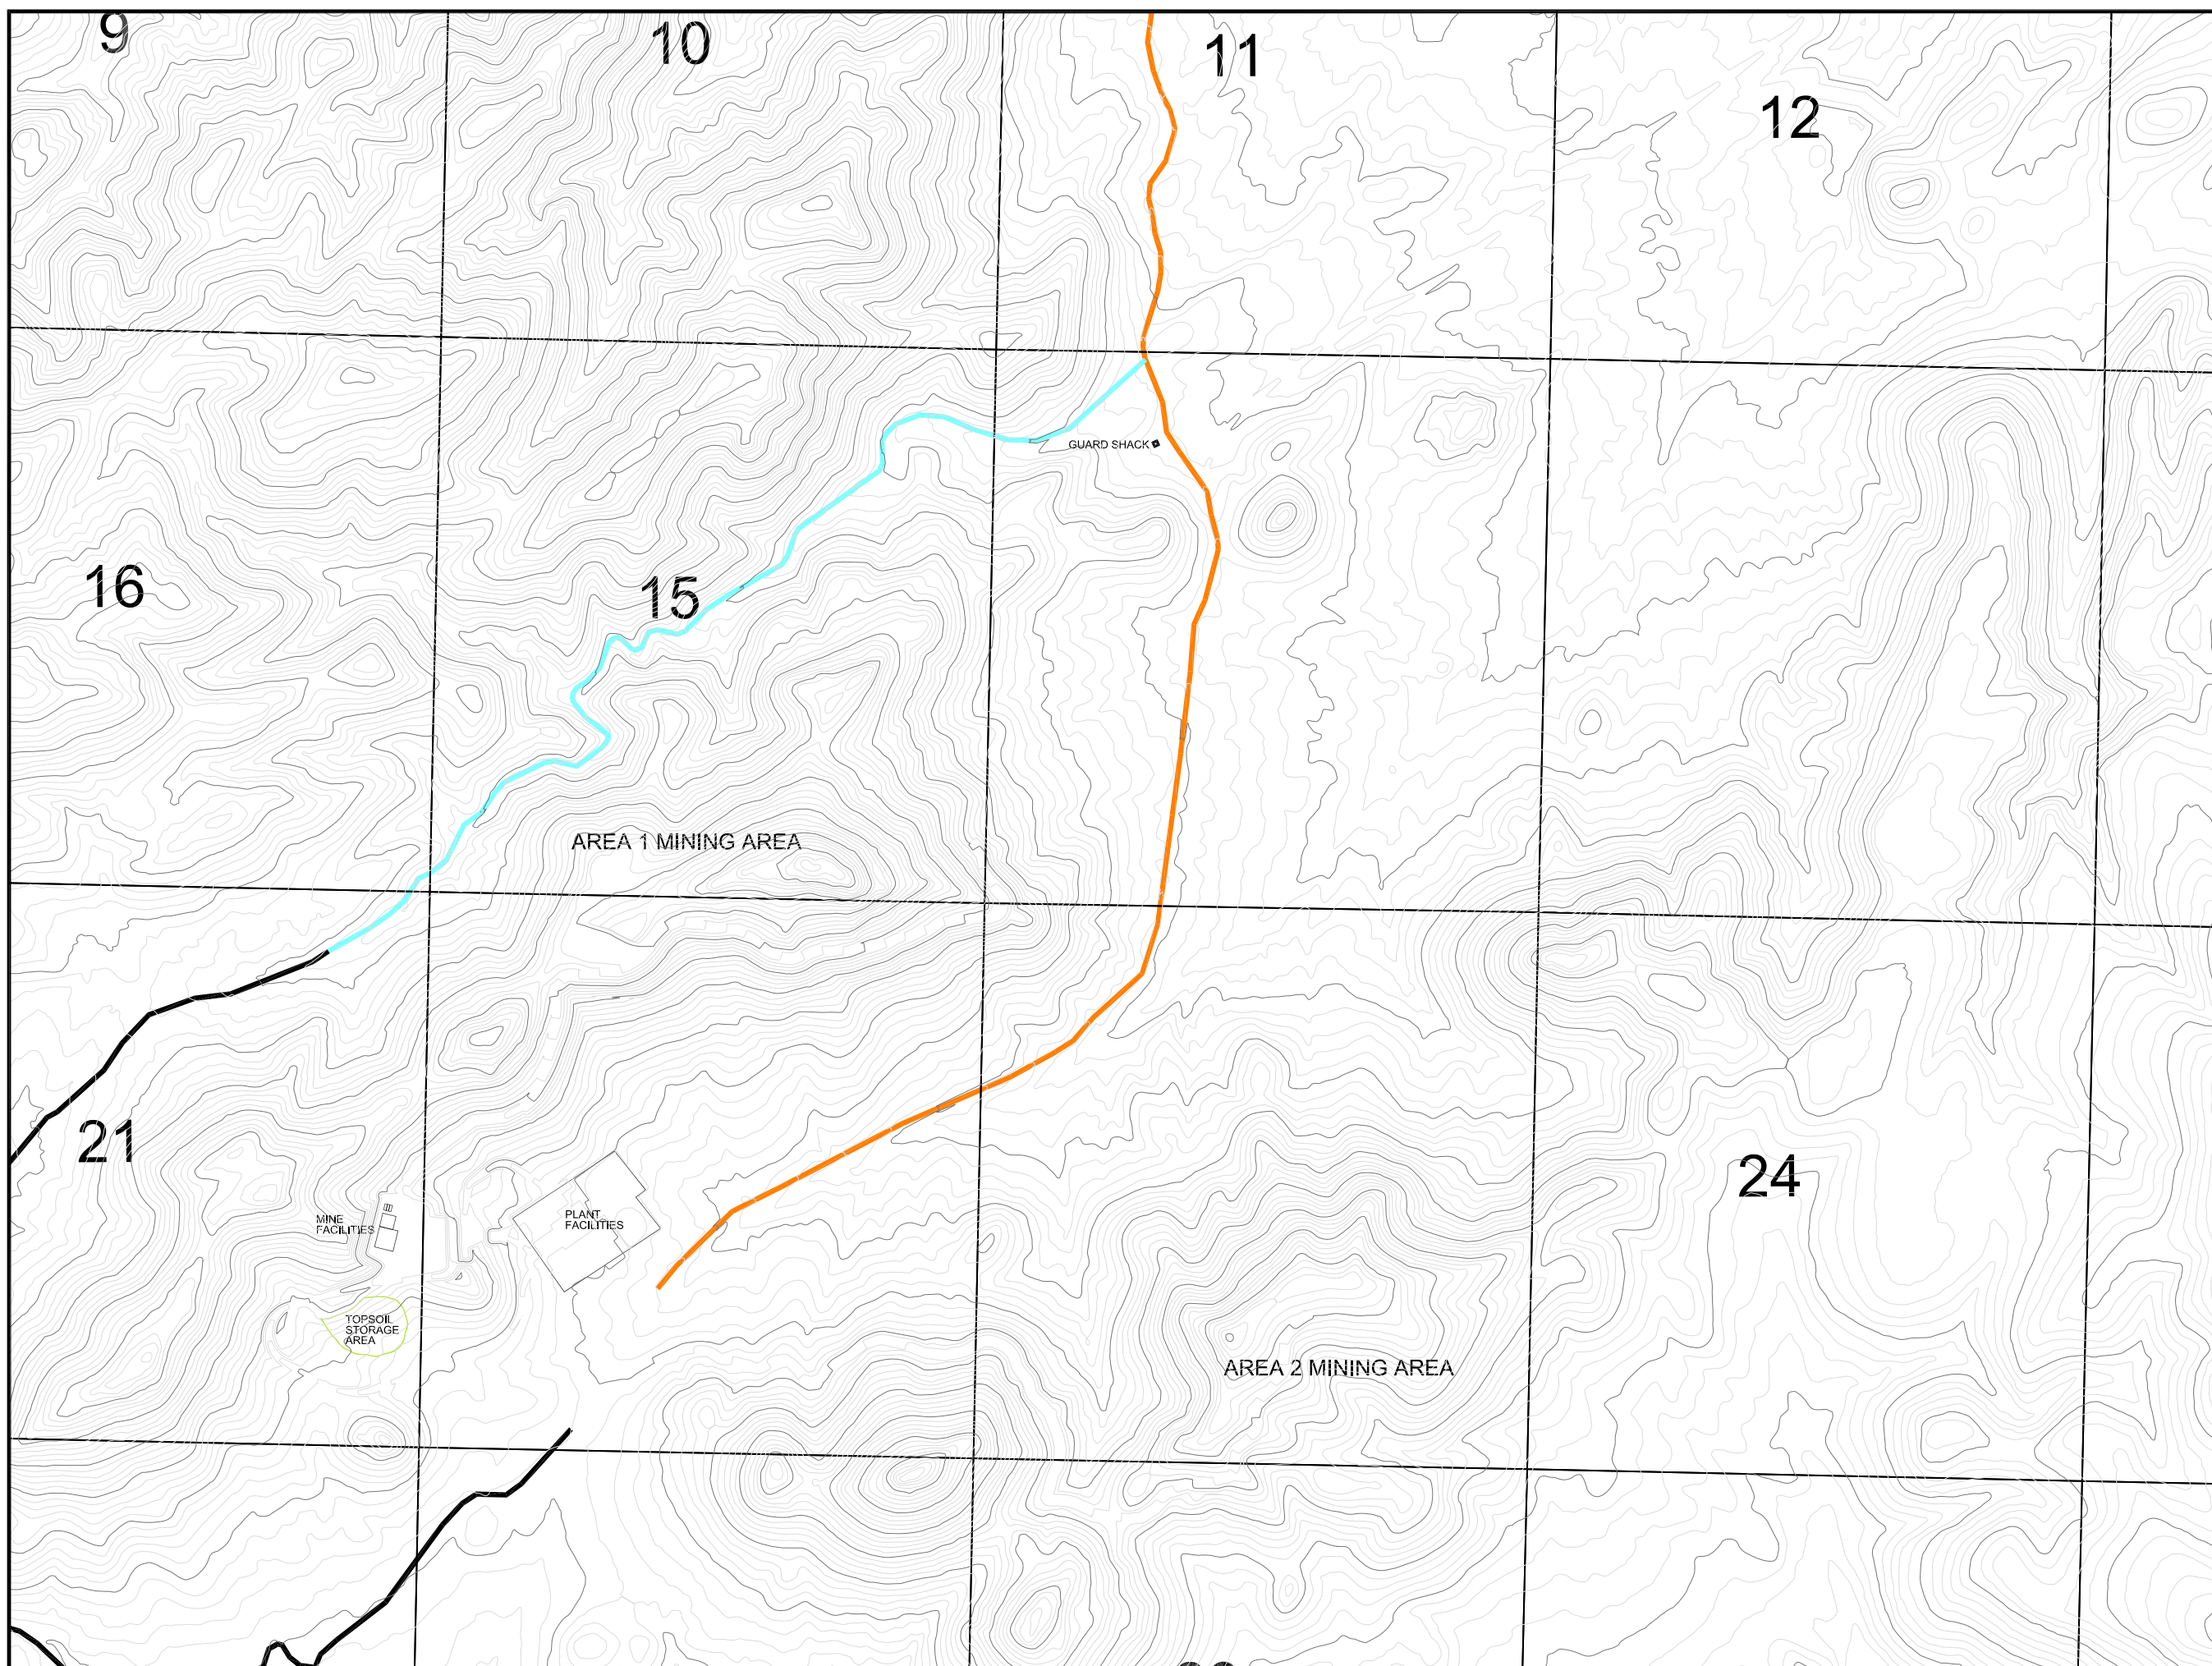 9
10
11
12
GUARD SHACK
16
15
AREA 1 MINING AREA
21
24
MINE
FACILITIES
PLANT
FACILITIES
TOPSOIL
STORAGE
AREA
AREA 2 MINING AREA